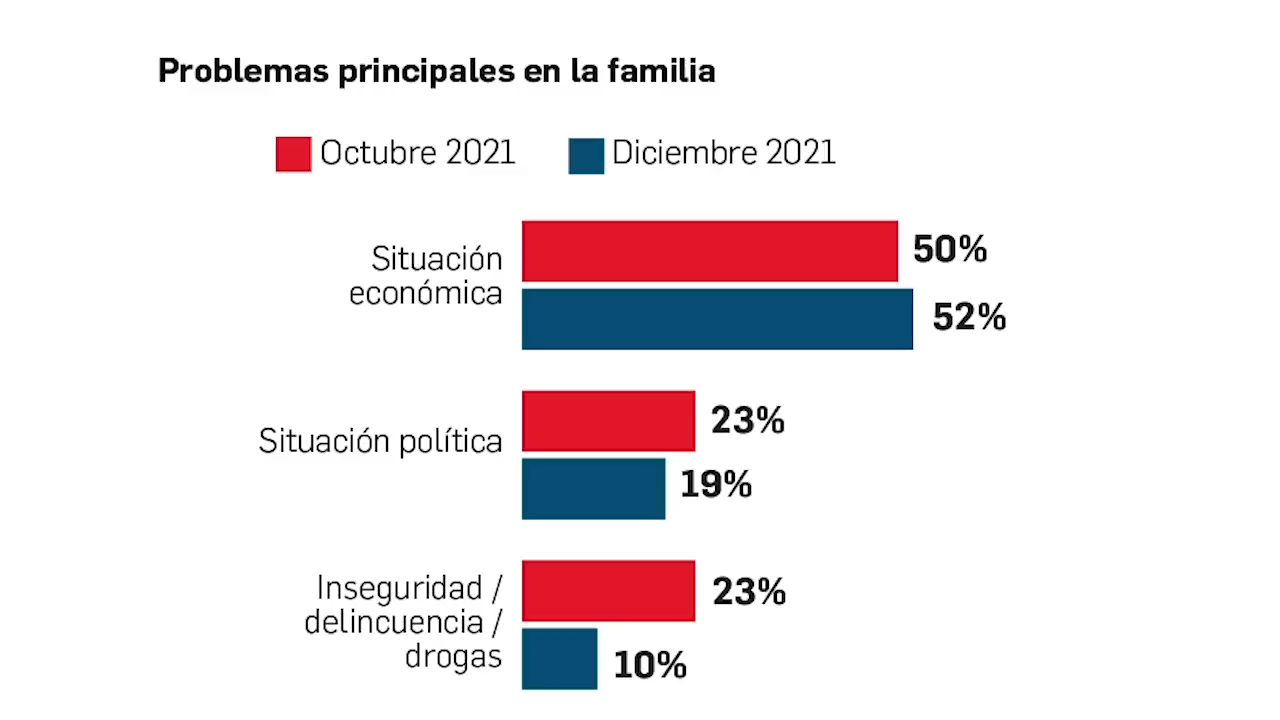 Problemas principales en la familia
Octubre 2021
Diciembre 2021
Situación
económica
50%
52%
Situación política
23%
19%
Inseguridad /
delincuencia /
drogas
23%
10%